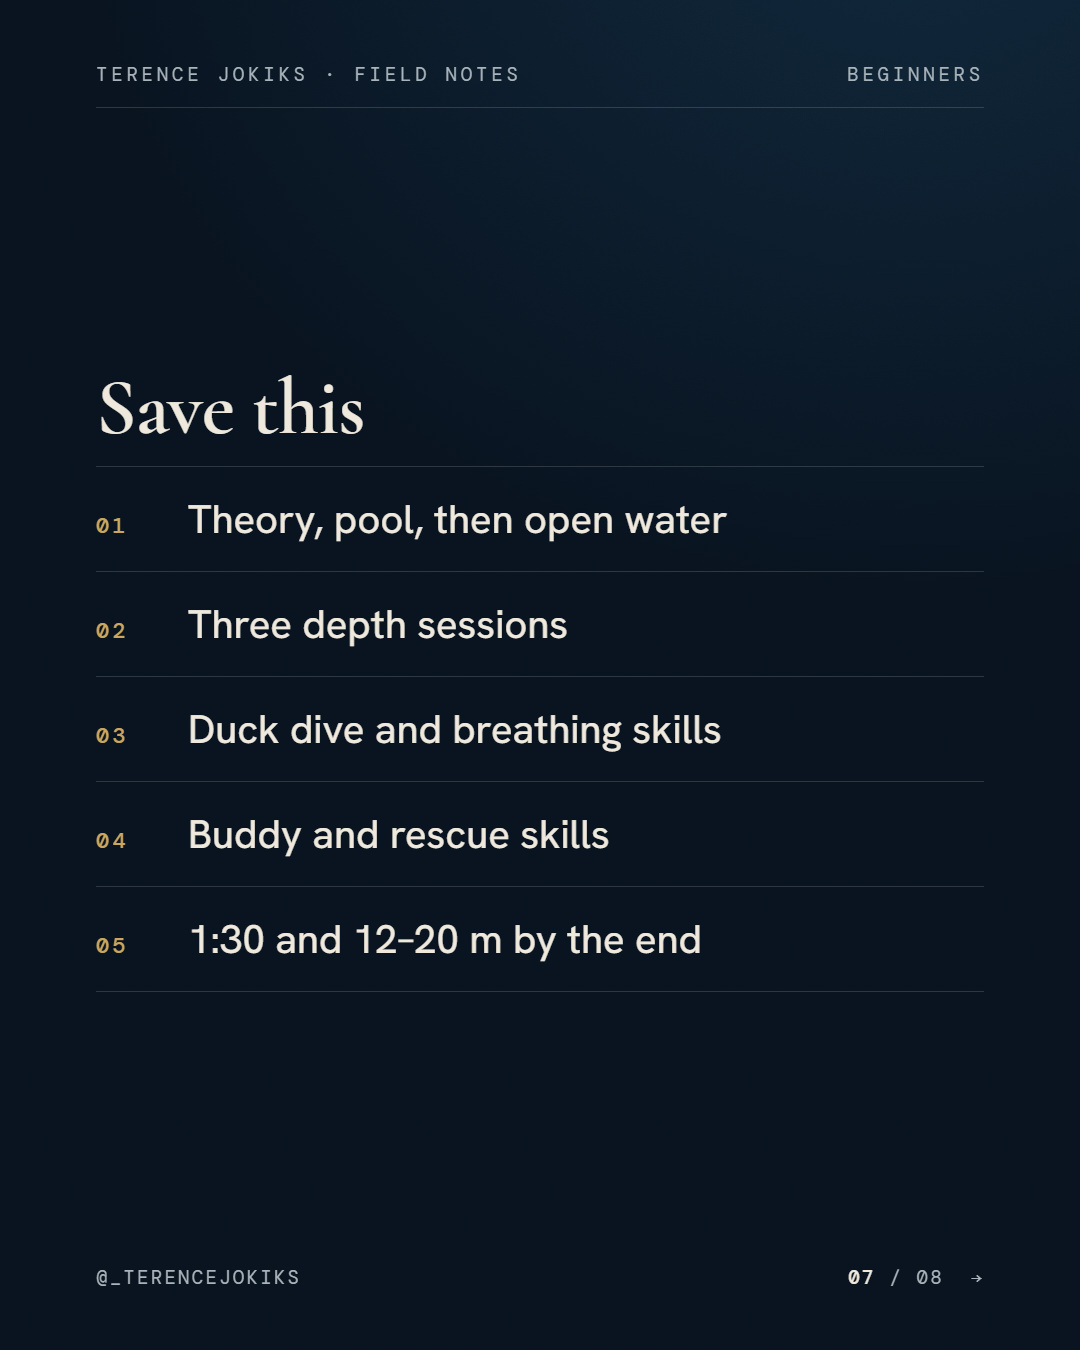 TERENCE JOKIKS · FIELD NOTES
BEGINNERS
Save this
01 Theory, pool, then open water
02 Three depth sessions
03 Duck dive and breathing skills
04 Buddy and rescue skills
05 1:30 and 12–20 m by the end
@_TERENCEJOKIKS
07 / 08 →